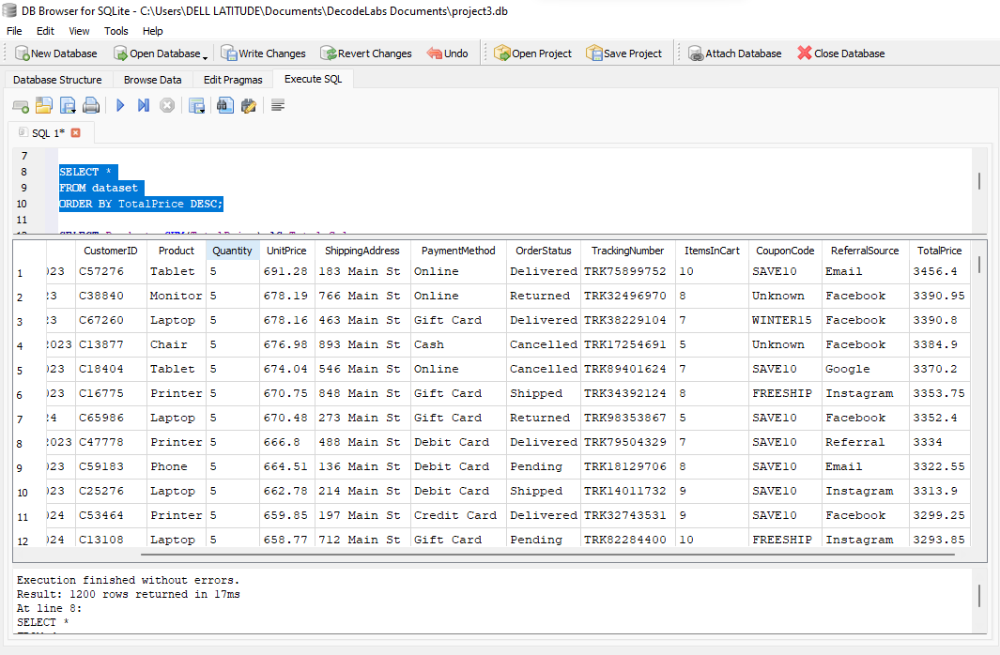 DB Browser for SQLite - C:\Users\DELL LATITUDE\Documents\DecodeLabs Documents\project3.db
File Edit View Tools Help
New Database Open Database Write Changes Revert Changes Undo Open Project Save Project Attach Database Close Database
Database Structure Browse Data Edit Pragmas Execute SQL
SQL 1*
7
8 SELECT *
9 FROM dataset
10 ORDER BY TotalPrice DESC;
11
CustomerID Product Quantity UnitPrice ShippingAddress PaymentMethod OrderStatus TrackingNumber ItemsInCart CouponCode ReferralSource TotalPrice
1 023 C57276 Tablet 5 691.28 183 Main St Online Delivered TRK75899752 10 SAVE10 Email 3456.4
2 23 C38840 Monitor 5 678.19 766 Main St Online Returned TRK32496970 8 Unknown Facebook 3390.95
3 23 C67260 Laptop 5 678.16 463 Main St Gift Card Delivered TRK38229104 7 WINTER15 Facebook 3390.8
4 2023 C13877 Chair 5 676.98 893 Main St Cash Cancelled TRK17254691 5 Unknown Facebook 3384.9
5 023 C18404 Tablet 5 674.04 546 Main St Online Cancelled TRK89401624 7 SAVE10 Google 3370.2
6 023 C16775 Printer 5 670.75 848 Main St Gift Card Shipped TRK34392124 8 FREESHIP Instagram 3353.75
7 24 C65986 Laptop 5 670.48 273 Main St Gift Card Returned TRK98353867 5 SAVE10 Facebook 3352.4
8 2023 C47778 Printer 5 666.8 488 Main St Debit Card Delivered TRK79504329 7 SAVE10 Referral 3334
9 023 C59183 Phone 5 664.51 136 Main St Debit Card Pending TRK18129706 8 SAVE10 Email 3322.55
10 023 C25276 Laptop 5 662.78 214 Main St Debit Card Shipped TRK14011732 9 SAVE10 Instagram 3313.9
11 024 C53464 Printer 5 659.85 197 Main St Credit Card Delivered TRK32743531 9 SAVE10 Facebook 3299.25
12 024 C13108 Laptop 5 658.77 712 Main St Gift Card Pending TRK82284400 10 FREESHIP Instagram 3293.85
Execution finished without errors.
Result: 1200 rows returned in 17ms
At line 8:
SELECT *